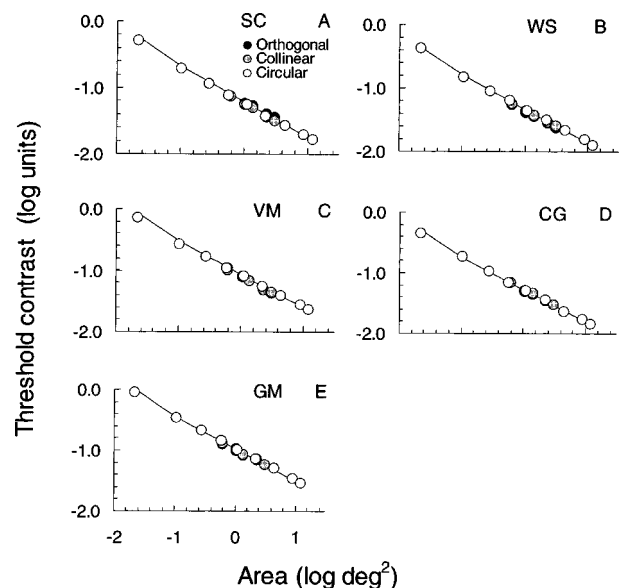 SC A
Orthogonal
Collinear
Circular
0.0
-1.0
-2.0
WS B
0.0
-1.0
-2.0
VM C
0.0
-1.0
-2.0
CG D
0.0
-1.0
-2.0
GM E
0.0
-1.0
-2.0
-2 -1 0 1
Threshold contrast (log units)
Area (log deg²)